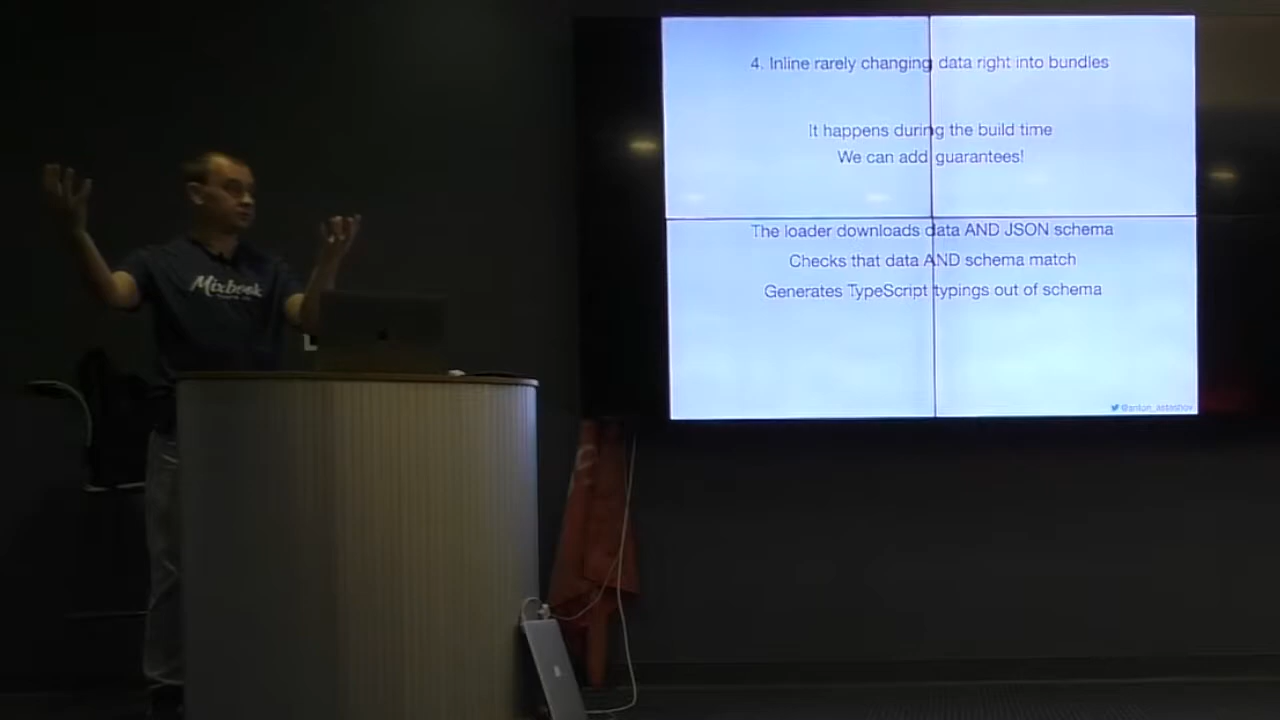 4. Inline rarely changing data right into bundles
It happens during the build time
We can add guarantees!
The loader downloads data AND JSON schema
Checks that data AND schema match
Generates TypeScript typings out of schema
@anton_astashov
Mixbook